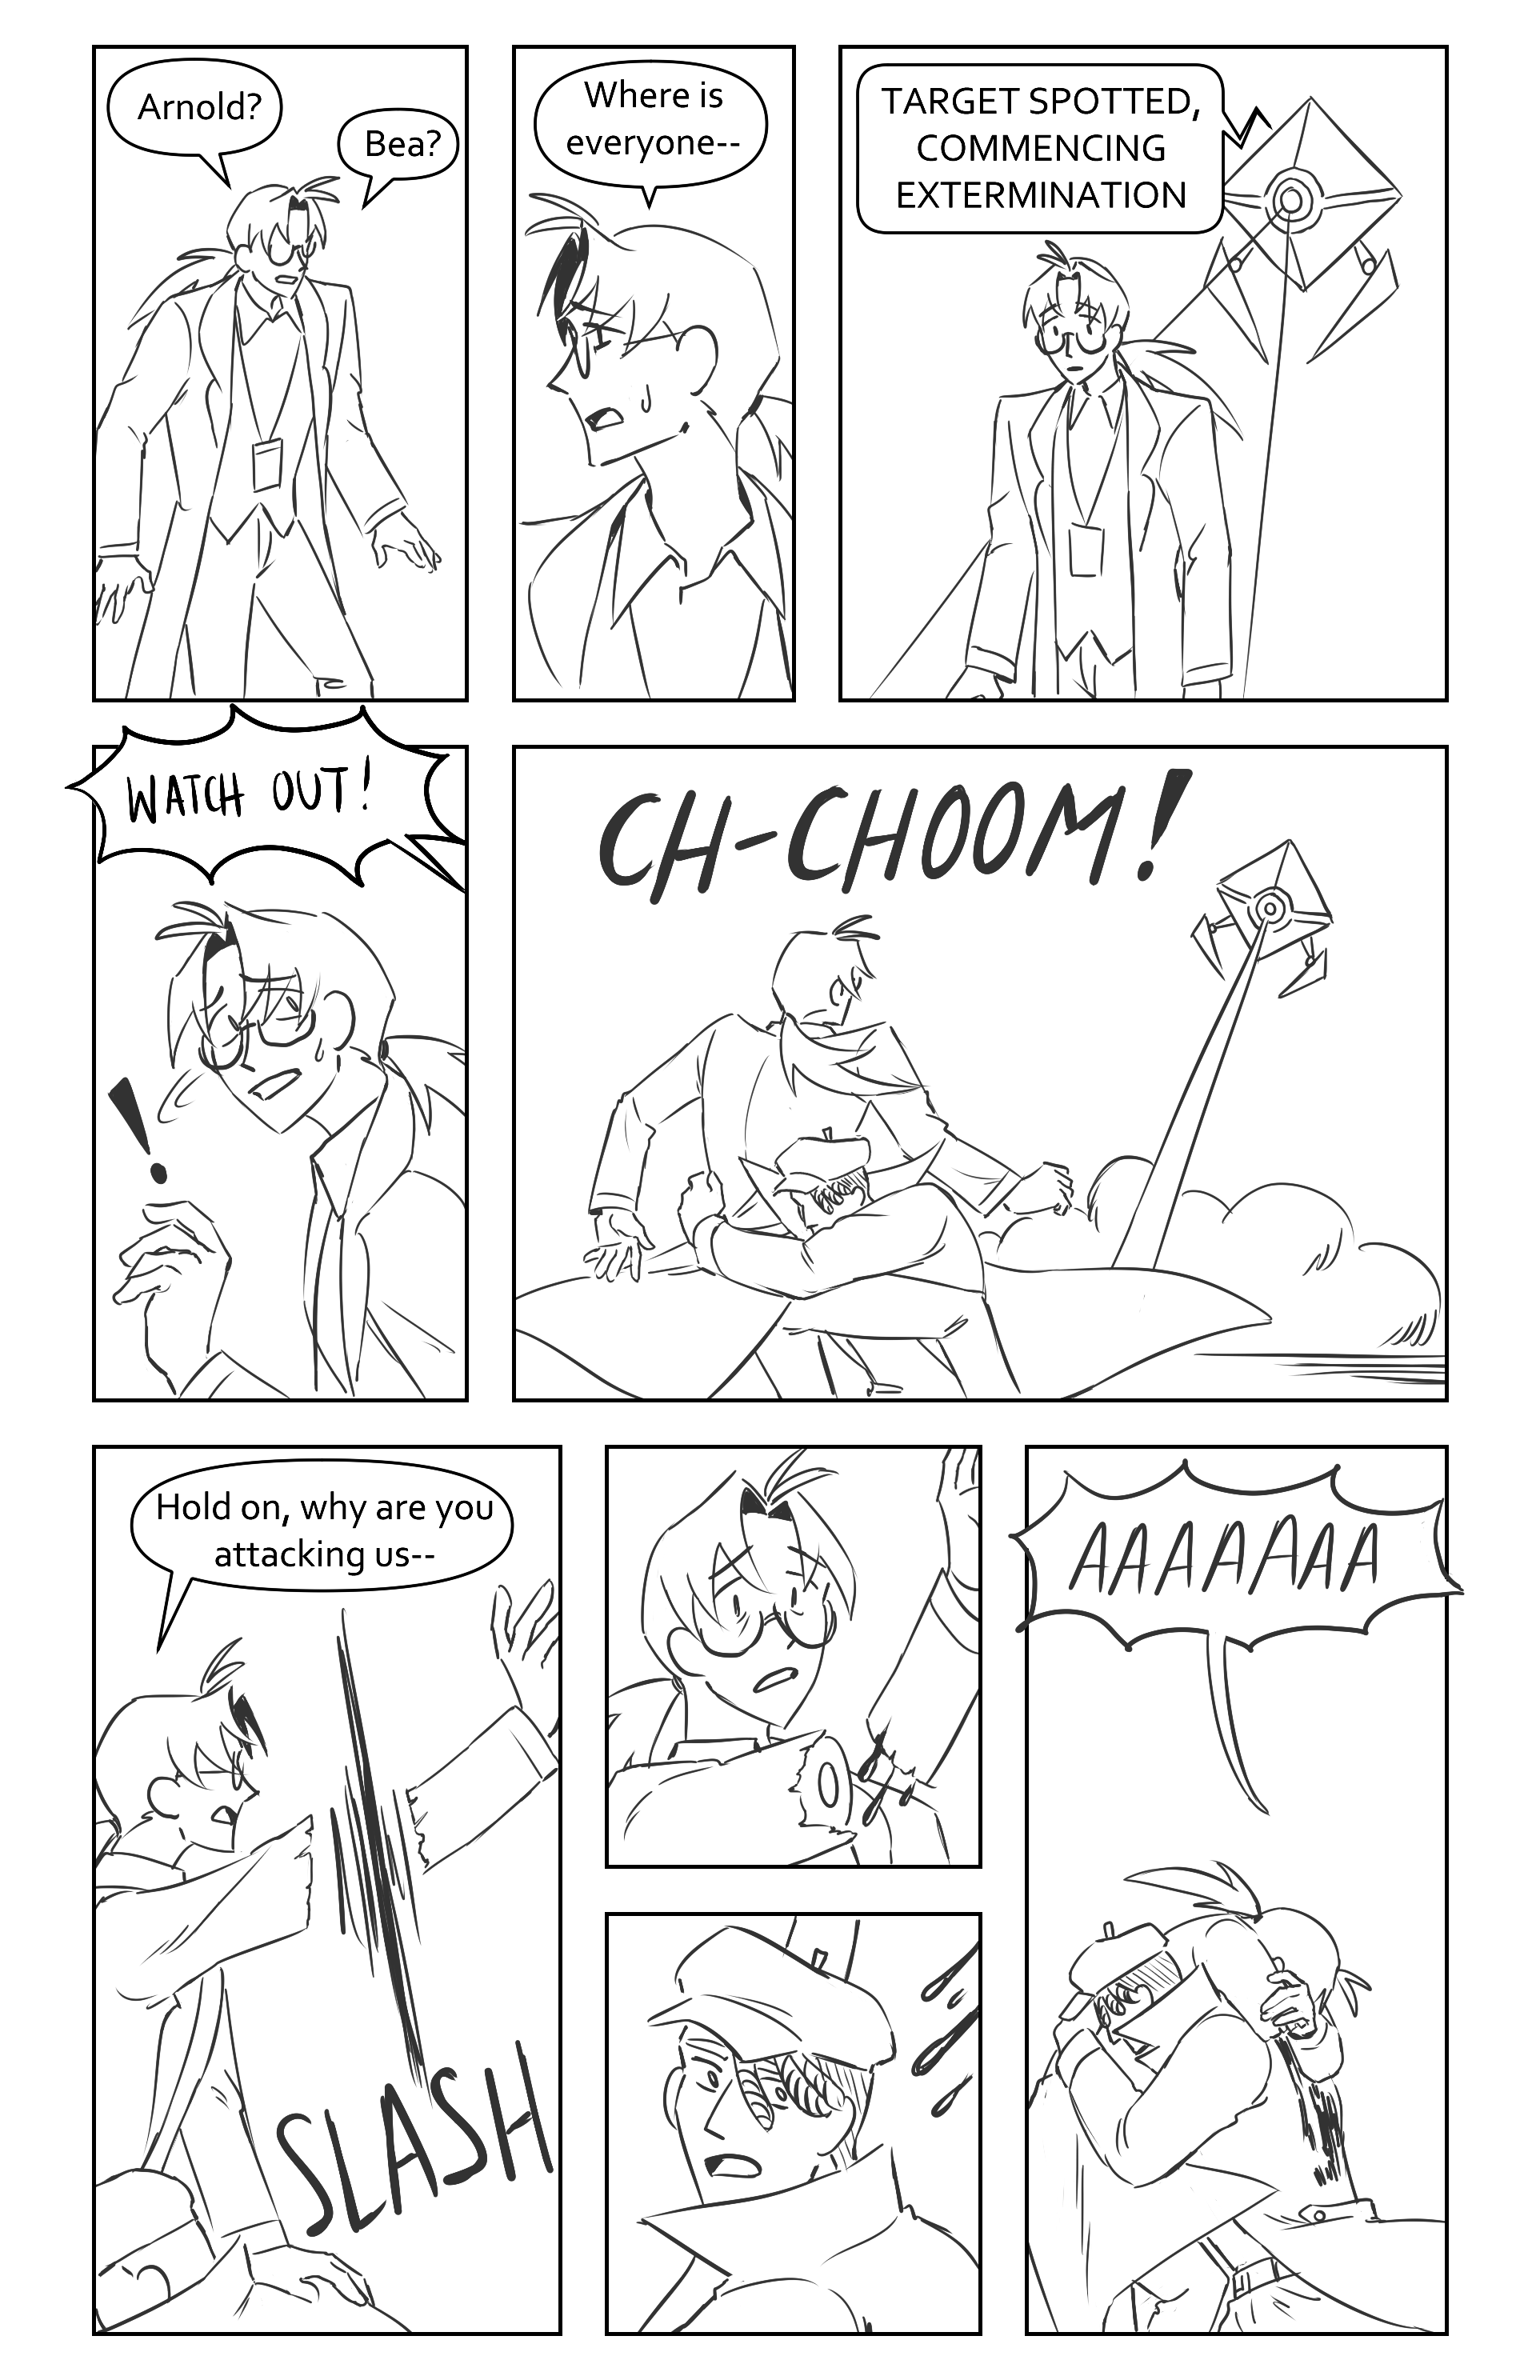 Arnold?
Bea?
Where is
everyone--
TARGET SPOTTED,
COMMENCING
EXTERMINATION
WATCH OUT!
!
CH-CHOOM!
Hold on, why are you
attacking us--
SLASH
AAAAAAA